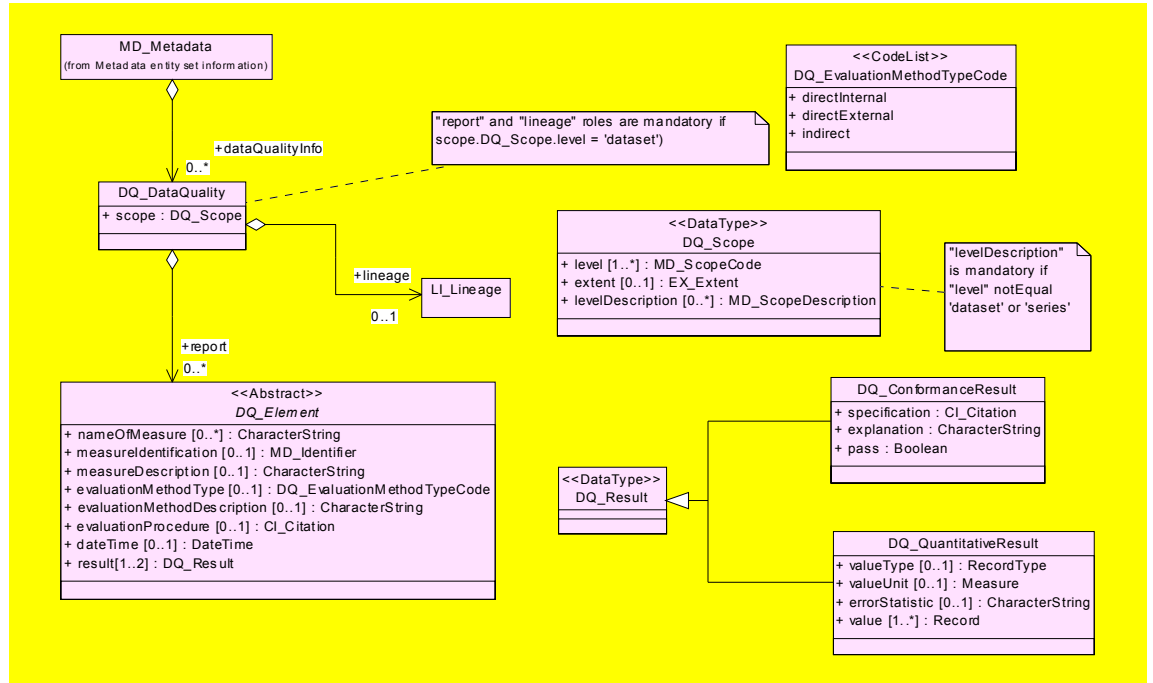 MD_Metadata
(from Metadata entity set information)
<<CodeList>>
DQ_EvaluationMethodTypeCode
+ directInternal
+ directExternal
+ indirect
"report" and "lineage" roles are mandatory if
scope.DQ_Scope.level = 'dataset')
+dataQualityInfo
0..*
DQ_DataQuality
+ scope : DQ_Scope
<<DataType>>
DQ_Scope
+ level [1..*] : MD_ScopeCode
+ extent [0..1] : EX_Extent
+ levelDescription [0..*] : MD_ScopeDescription
"levelDescription"
is mandatory if
"level" notEqual
'dataset' or 'series'
+lineage
0..1
LI_Lineage
+report
0..*
<<Abstract>>
DQ_Element
+ nameOfMeasure [0..*] : CharacterString
+ measureIdentification [0..1] : MD_Identifier
+ measureDescription [0..1] : CharacterString
+ evaluationMethodType [0..1] : DQ_EvaluationMethodTypeCode
+ evaluationMethodDescription [0..1] : CharacterString
+ evaluationProcedure [0..1] : CI_Citation
+ dateTime [0..1] : DateTime
+ result[1..2] : DQ_Result
<<DataType>>
DQ_Result
DQ_ConformanceResult
+ specification : CI_Citation
+ explanation : CharacterString
+ pass : Boolean
DQ_QuantitativeResult
+ valueType [0..1] : RecordType
+ valueUnit [0..1] : Measure
+ errorStatistic [0..1] : CharacterString
+ value [1..*] : Record